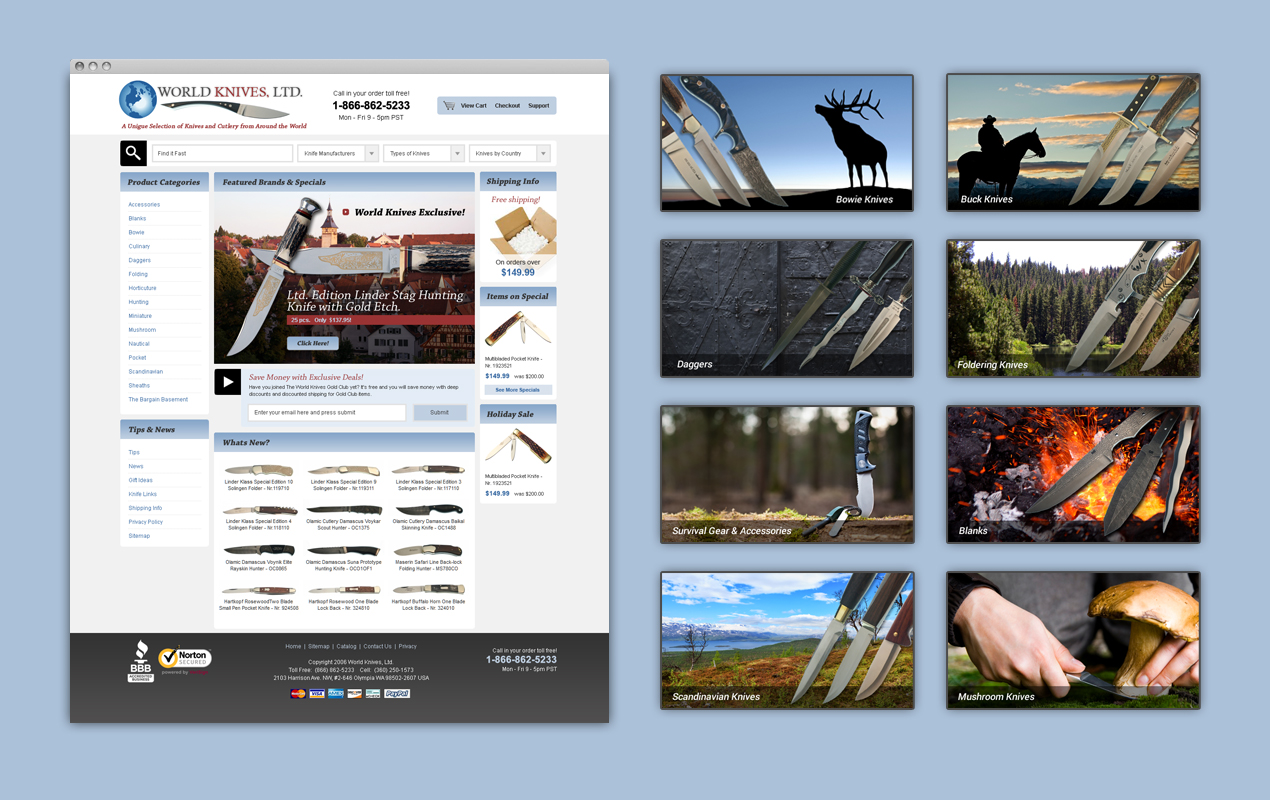 WORLD KNIVES, LTD.
A Unique Selection of Knives and Cutlery from Around the World
Call in your order toll free!
1-866-862-5233
Mon - Fri 9 - 5pm PST
View Cart Checkout Support
Find it Fast
Knife Manufacturers
Types of Knives
Knives by Country
Product Categories
Accessories
Blanks
Bowie
Culinary
Daggers
Folding
Horticuture
Hunting
Miniature
Mushroom
Nautical
Pocket
Scandinavian
Sheaths
The Bargain Basement
Tips & News
Tips
News
Gift Ideas
Knife Links
Shipping Info
Privacy Policy
Sitemap
Featured Brands & Specials
World Knives Exclusive!
Ltd. Edition Linder Stag Hunting
Knife with Gold Etch.
25 pcs. Only $137.95!
Click Here!
Save Money with Exclusive Deals!
Have you joined The World Knives Gold Club yet? It's free and you will save money with deep
discounts and discounted shipping for Gold Club Items.
Enter your email here and press submit
Submit
Whats New?
Linder Klass Special Edition 10
Solingen Folder - Nr.119710
Linder Klass Special Edition 9
Solingen Folder - Nr.119311
Linder Klass Special Edition 3
Solingen Folder - Nr.117110
Linder Klass Special Edition 4
Solingen Folder - Nr.118110
Olamic Cutlery Damascus Voykar
Scout Hunter - OC1375
Olamic Cutlery Damascus Baikal
Skinning Knife - OC1488
Olamic Damascus Voynik Elite
Rayskin Hunter - OC0865
Olamic Damascus Suna Prototype
Hunting Knife - OCO1OF1
Maserin Safari Line Back-lock
Folding Hunter - MS760CO
Hartkopf RosewoodTwo Blade
Small Pen Pocket Knife - Nr. 924508
Hartkopf Rosewood One Blade
Lock Back - Nr. 324810
Hartkopf Buffalo Horn One Blade
Lock Back - Nr. 324010
Shipping Info
Free shipping!
On orders over
$149.99
Items on Special
Multibladed Pocket Knife -
Nr. 1923521
$149.99 was $200.00
See More Specials
Holiday Sale
Multibladed Pocket Knife -
Nr. 1923521
$149.99 was $200.00
BBB
ACCREDITED
BUSINESS
Norton
SECURED
powered by
Home | Sitemap | Catalog | Contact Us | Privacy
Copyright 2006 World Knives, Ltd.
Toll Free: (866) 862-5233 Cell: (360) 250-1573
2103 Harrison Ave. NW, #2-646 Olympia WA 98502-2607 USA
VISA
PayPal
Call in your order toll free!
1-866-862-5233
Mon - Fri 9 - 5pm PST
Bowie Knives
Buck Knives
Daggers
Foldering Knives
Survival Gear & Accessories
Blanks
Scandinavian Knives
Mushroom Knives